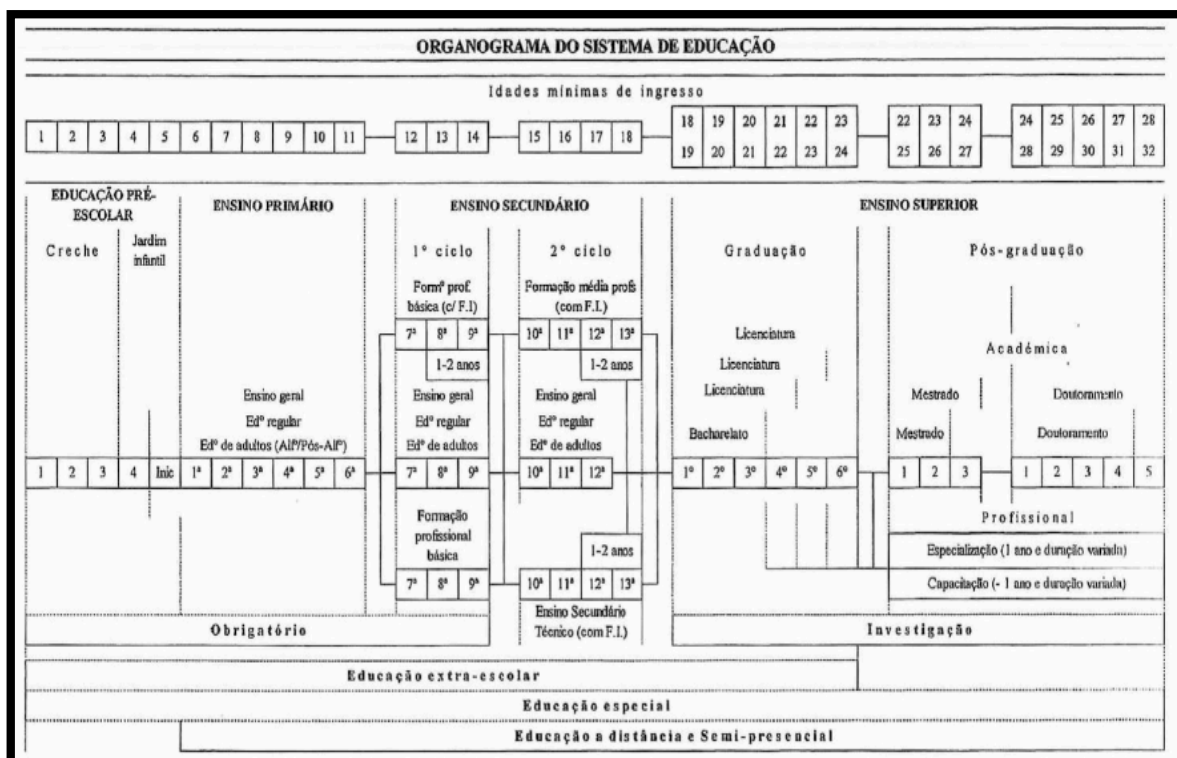 ORGANOGRAMA DO SISTEMA DE EDUCAÇÃO
Idades mínimas de ingresso
1 2 3 4 5 6 7 8 9 10 11 12 13 14 15 16 17 18 18 19 20 21 22 23 22 23 24 24 25 26 27 28
19 20 21 22 23 24 25 26 27 28 29 30 31 32
EDUCAÇÃO PRÉ-
ESCOLAR
ENSINO PRIMÁRIO
ENSINO SECUNDÁRIO
ENSINO SUPERIOR
Creche
Jardim
infantil
1º ciclo
2º ciclo
Graduação
Pós-graduação
Formº prof.
básica (c/ F.I)
Formação média profis
(com F.I.)
7ª 8ª 9ª
10ª 11ª 12ª 13ª
1-2 anos
1-2 anos
Licenciatura
Licenciatura
Licenciatura
Académica
Ensino geral
Edº regular
Edº de adultos (Alfº/Pós-Alfº)
Ensino geral
Edº regular
Edº de adultos
Ensino geral
Edº regular
Edº de adultos
Bacharelato
Mestrado
Mestrado
Doutoramento
Doutoramento
1 2 3 4 Inic 1ª 2ª 3ª 4ª 5ª 6ª 7ª 8ª 9ª 10ª 11ª 12ª 1º 2º 3º 4º 5º 6º 1 2 3 1 2 3 4 5
Formação
profissional
básica
1-2 anos
7ª 8ª 9ª
10ª 11ª 12ª 13ª
Ensino Secundário
Técnico (com F.I.)
Profissional
Especialização (1 ano e duração variada)
Capacitação (- 1 ano e duração variada)
Obrigatório
Investigação
Educação extra-escolar
Educação especial
Educação a distância e Semi-presencial